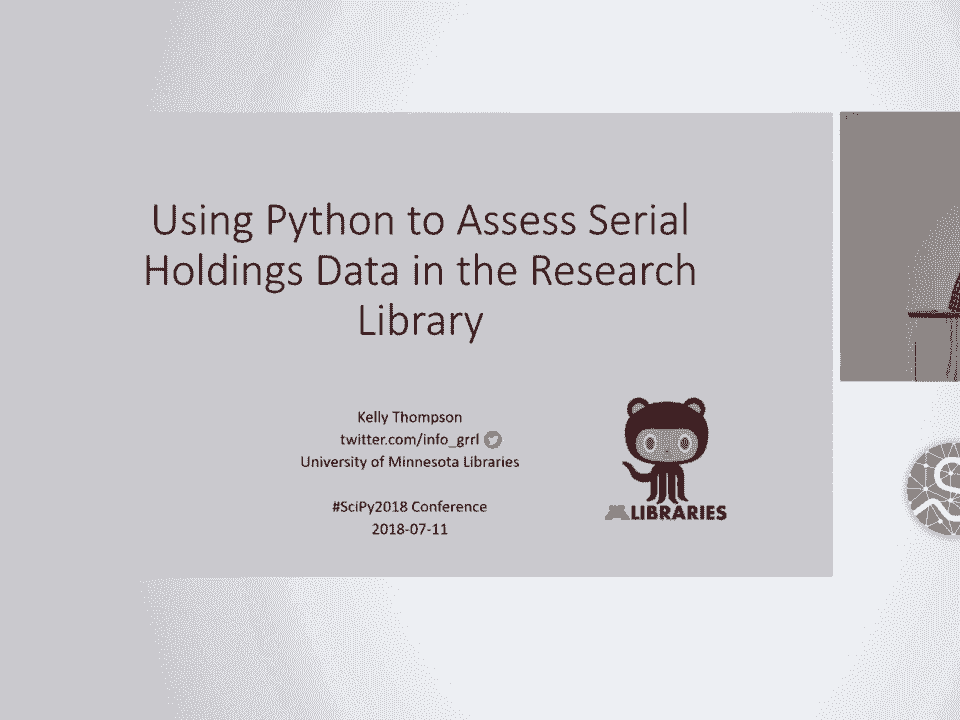 Using Python to Assess Serial
Holdings Data in the Research
Library
Kelly Thompson
twitter.com/info_grrl
University of Minnesota Libraries
#SciPy2018 Conference
2018-07-11
LIBRARIES